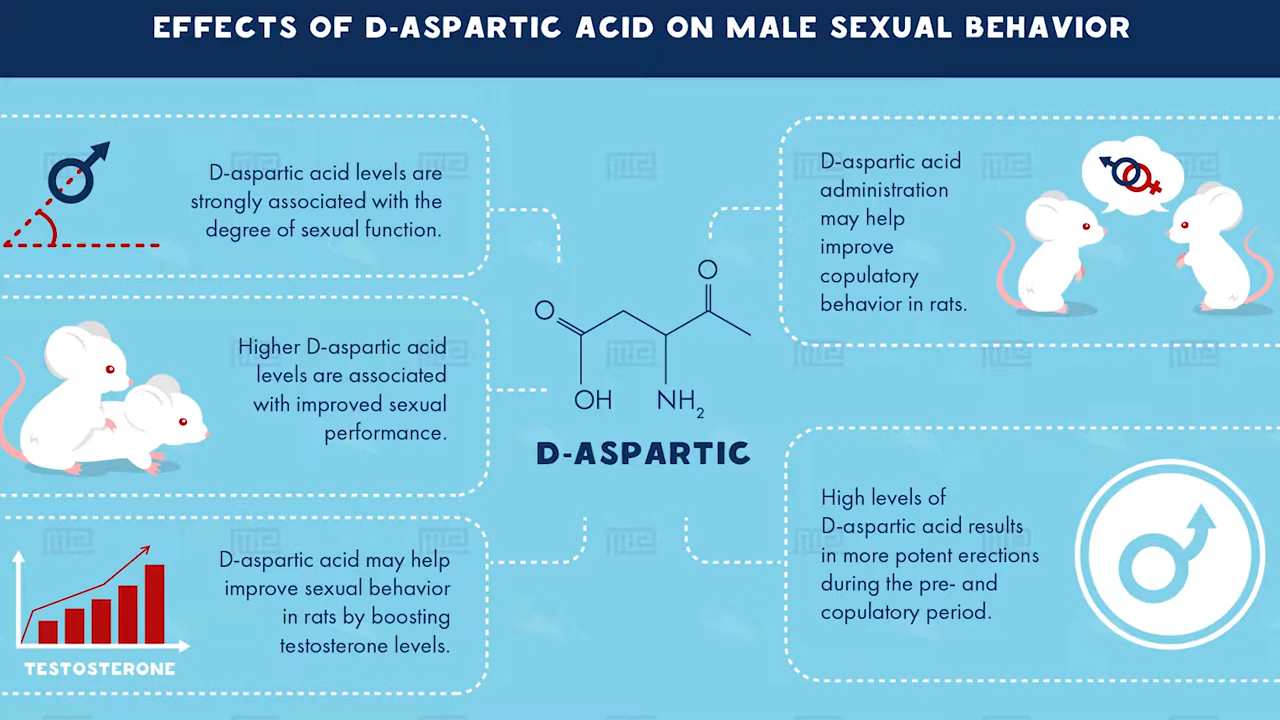 EFFECTS OF D-ASPARTIC ACID ON MALE SEXUAL BEHAVIOR
D-aspartic acid levels are
strongly associated with the
degree of sexual function.
Higher D-aspartic acid
levels are associated
with improved sexual
performance.
D-aspartic acid may help
improve sexual behavior
in rats by boosting
testosterone levels.
TESTOSTERONE
O
O
OH
NH2
D-ASPARTIC
D-aspartic acid
administration
may help
improve
copulatory
behavior in rats.
High levels of
D-aspartic acid results
in more potent erections
during the pre- and
copulatory period.